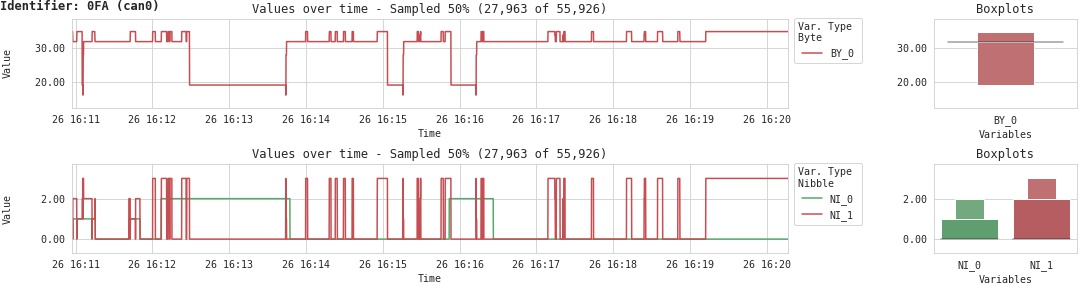 Identifier: 0FA (can0)
Values over time - Sampled 50% (27,963 of 55,926)
Value
30.00
20.00
26 16:11 26 16:12 26 16:13 26 16:14 26 16:15 26 16:16 26 16:17 26 16:18 26 16:19 26 16:20
Time
Var. Type
Byte
BY_0
Boxplots
30.00
20.00
BY_0
Variables
Values over time - Sampled 50% (27,963 of 55,926)
Value
2.00
0.00
26 16:11 26 16:12 26 16:13 26 16:14 26 16:15 26 16:16 26 16:17 26 16:18 26 16:19 26 16:20
Time
Var. Type
Nibble
NI_0
NI_1
Boxplots
2.00
0.00
NI_0 NI_1
Variables